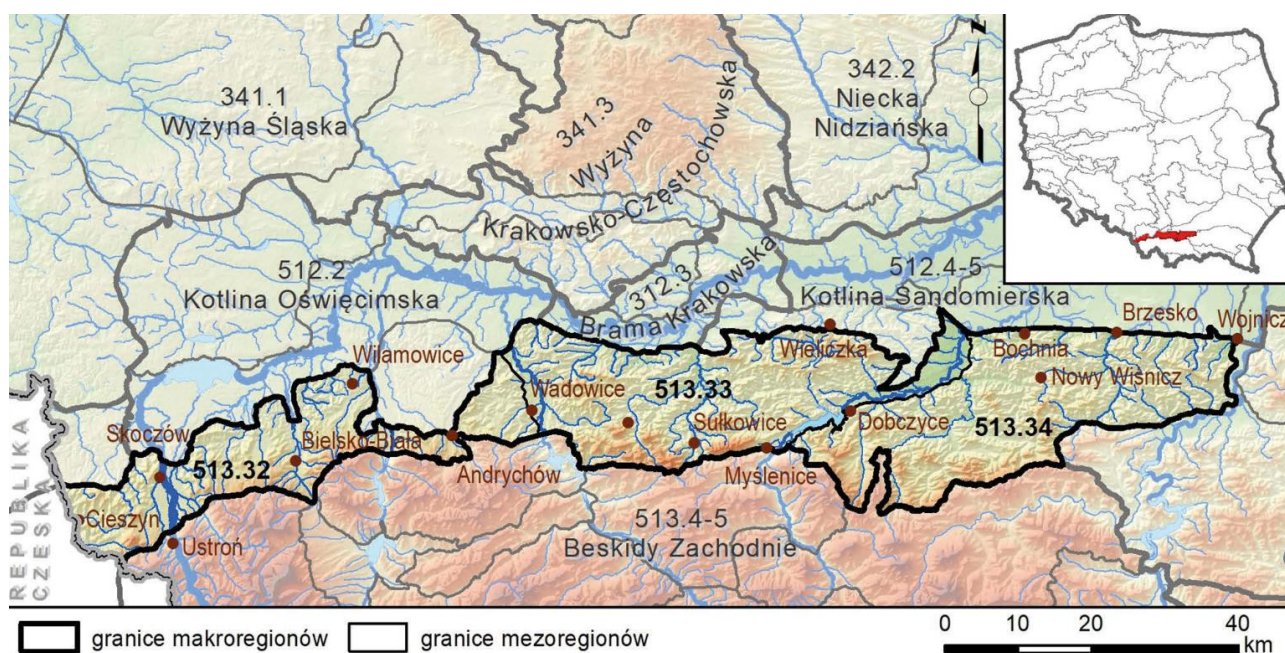 341.1
Wyżyna Śląska
341.3
Wyżyna
Krakowsko-Częstochowska
342.2
Niecka
Nidziańska
512.2
Kotlina Oświęcimska
312.3
Brama Krakowska
512.4-5
Kotlina Sandomierska
Wilamowice
Wadowice
513.33
Wieliczka
Bochnia
Brzesko
Wojnicz
Nowy Wiśnicz
Skoczów
513.32
Bielsko-Biała
Andrychów
Sułkowice
Myślenice
Dobczyce
513.34
Cieszyn
Ustroń
513.4-5
Beskidy Zachodnie
REPUBLIKA
CZESKA
granice makroregionów
granice mezoregionów
0 10 20 40
km